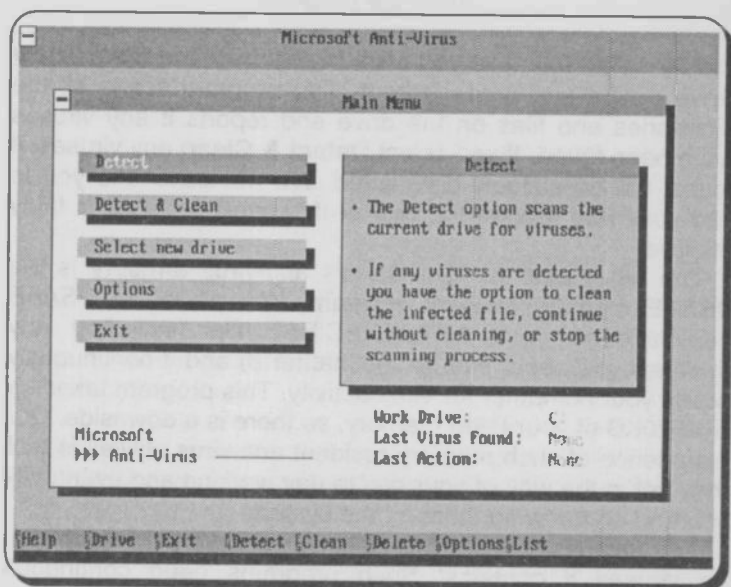 Microsoft Anti-Virus
Main Menu
Detect
Detect & Clean
Select new drive
Options
Exit
Detect
• The Detect option scans the
current drive for viruses.
• If any viruses are detected
you have the option to clean
the infected file, continue
without cleaning, or stop the
scanning process.
Work Drive: C
Last Virus Found: None
Last Action: None
Microsoft
▶▶▶ Anti-Virus
Help Drive Exit Detect Clean Delete Options List